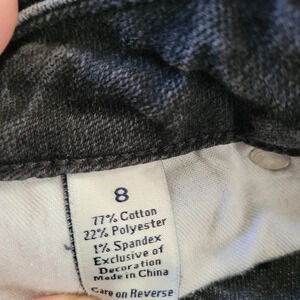 8
77% Cotton
22% Polyester
1% Spandex
Exclusive of
Decoration
Made in China
Care on Reverse